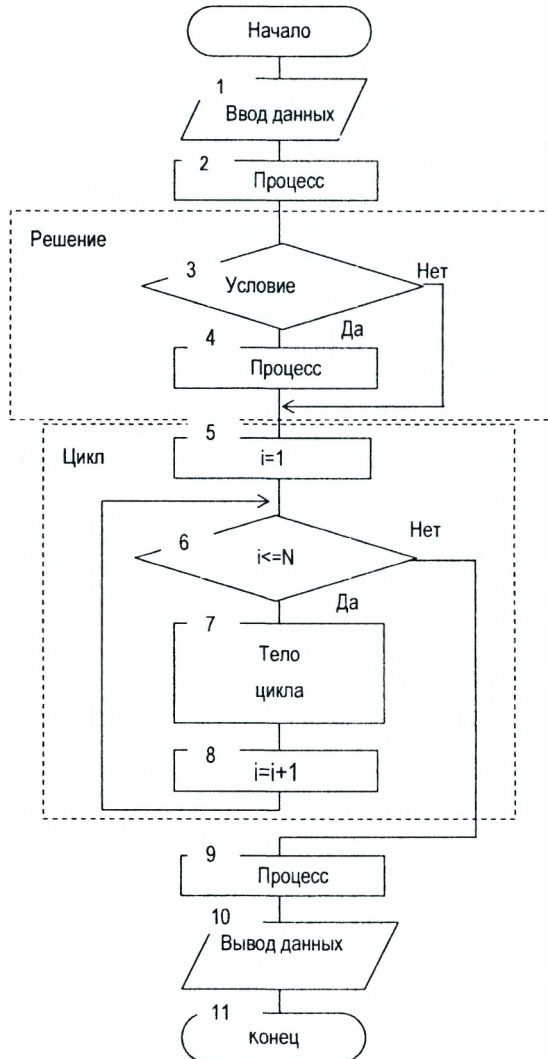 Начало
1
Ввод данных
2
Процесс
Решение
3
Условие
Нет
Да
4
Процесс
5
Цикл
i=1
6
i<=N
Нет
Да
7
Тело
цикла
8
i=i+1
9
Процесс
10
Вывод данных
11
Конец